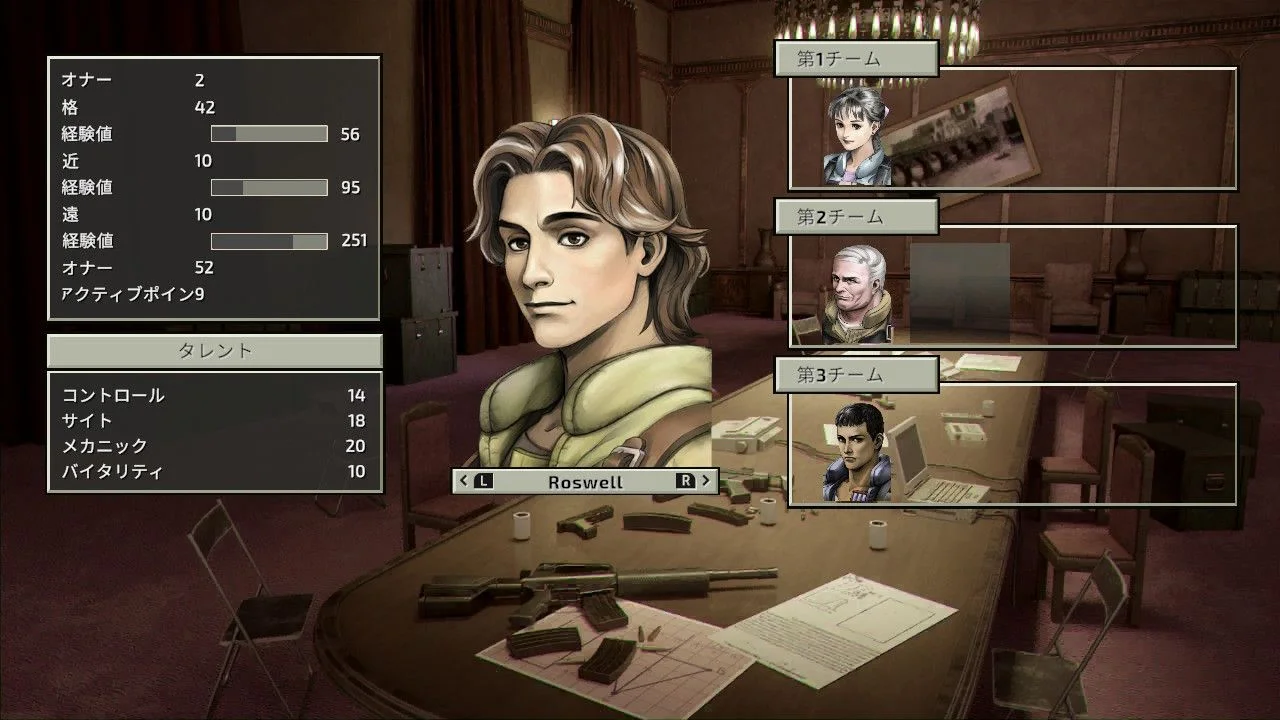 オナー 2
格 42
経験値 56
近 10
経験値 95
遠 10
経験値 251
オナー 52
アクティブポイン9
タレント
コントロール 14
サイト 18
メカニック 20
バイタリティ 10
< L Roswell R >
第1チーム
第2チーム
第3チーム